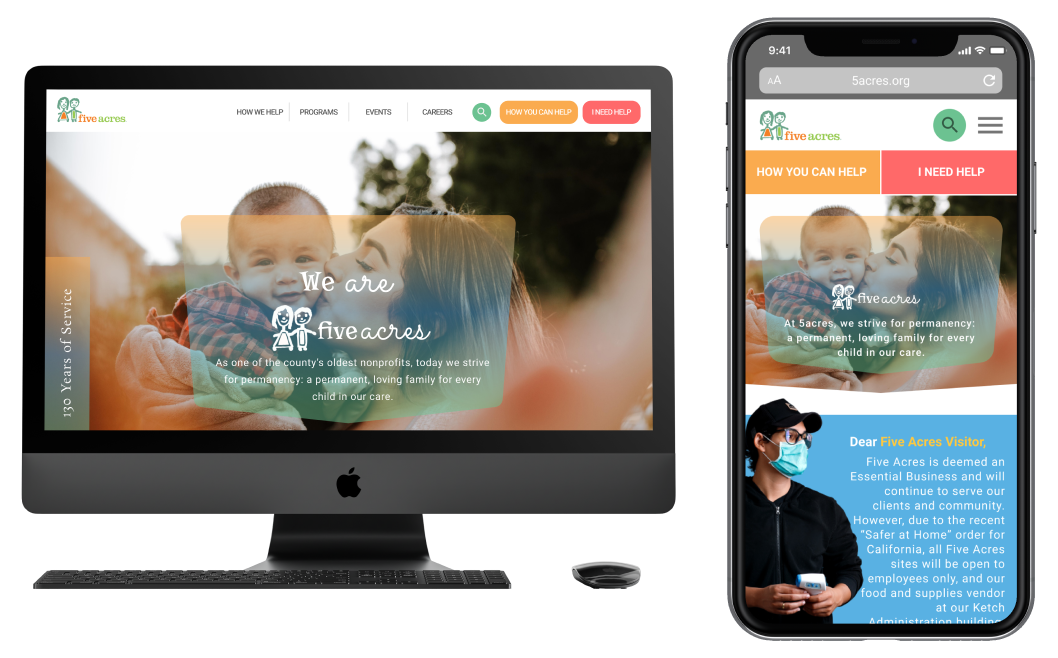 five acres
HOW WE HELP
PROGRAMS
EVENTS
CAREERS
HOW YOU CAN HELP
I NEED HELP
We are
five acres
As one of the county's oldest nonprofits, today we strive
for permanency: a permanent, loving family for every
child in our care.
130 Years of Service
9:41
AA
5acres.org
five acres
HOW YOU CAN HELP
I NEED HELP
five acres
At 5acres, we strive for permanency:
a permanent, loving family for every
child in our care.
Dear Five Acres Visitor,
Five Acres is deemed an
Essential Business and will
continue to serve our
clients and community.
However, due to the recent
"Safer at Home" order for
California, all Five Acres
sites will be open to
employees only, and our
food and supplies vendor
at our Ketch
Administration building.